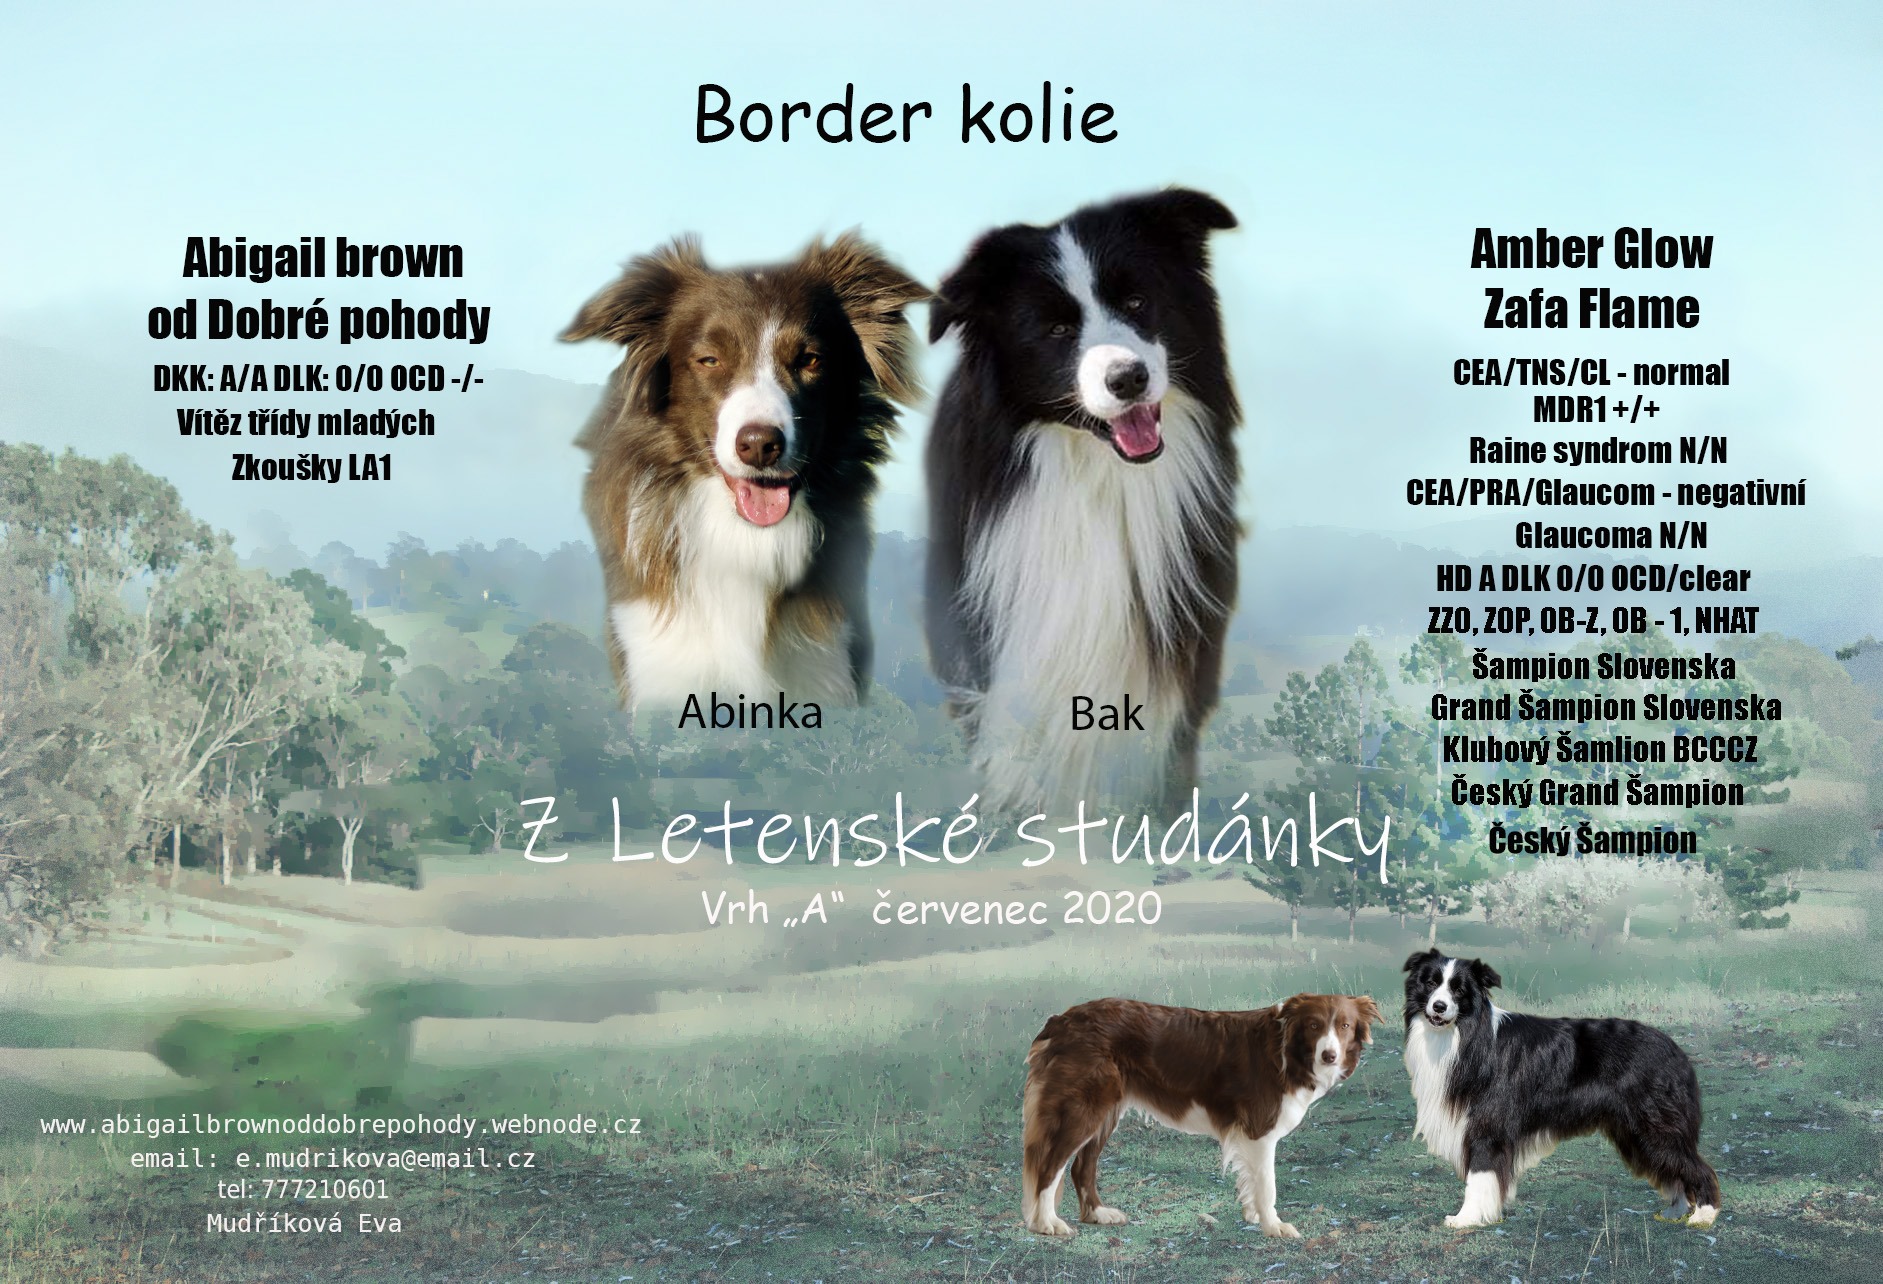 Border kolie
Abigail brown
od Dobré pohody
DKK: A/A DLK: 0/0 OCD -/-
Vítěz třídy mladých
Zkoušky LA1
Amber Glow
Zafa Flame
CEA/TNS/CL - normal
MDR1 +/+
Raine syndrom N/N
CEA/PRA/Glaucom - negativní
Glaucoma N/N
HD A DLK 0/0 OCD/clear
ZZO, ZOP, OB-Z, OB - 1, NHAT
Šampion Slovenska
Grand Šampion Slovenska
Klubový Šamlion BCCCZ
Český Grand Šampion
Český Šampion
Abinka
Bak
Z Letenské studánky
Vrh „A“ červenec 2020
www.abigailbrownoddobrepohody.webnode.cz
email: e.mudrikova@email.cz
tel: 777210601
Mudříková Eva